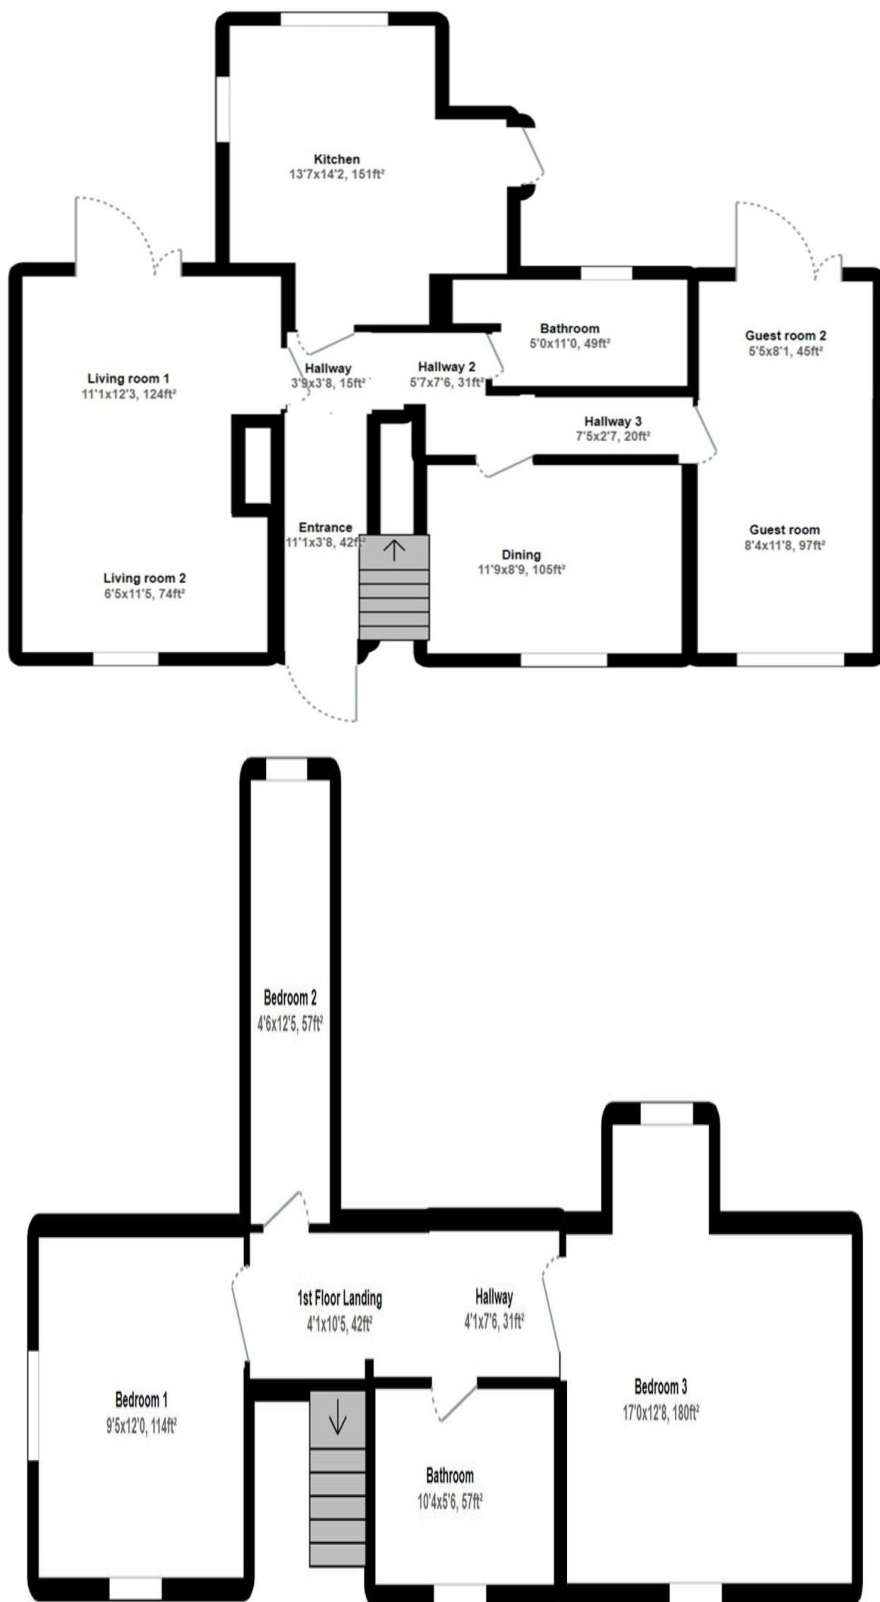 Kitchen
13'7x14'2, 151ft²
Living room 1
11'1x12'3, 124ft²
Hallway
3'9x3'8, 15ft²
Hallway 2
5'7x7'6, 31ft²
Bathroom
5'0x11'0, 49ft²
Guest room 2
5'5x8'1, 45ft²
Hallway 3
7'5x2'7, 20ft²
Living room 2
6'5x11'5, 74ft²
Entrance
11'1x3'8, 42ft²
Dining
11'9x8'9, 105ft²
Guest room
8'4x11'8, 97ft²
Bedroom 2
4'6x12'5, 57ft²
1st Floor Landing
4'1x10'5, 42ft²
Hallway
4'1x7'6, 31ft²
Bedroom 1
9'5x12'0, 114ft²
Bedroom 3
17'0x12'8, 180ft²
Bathroom
10'4x5'6, 57ft²